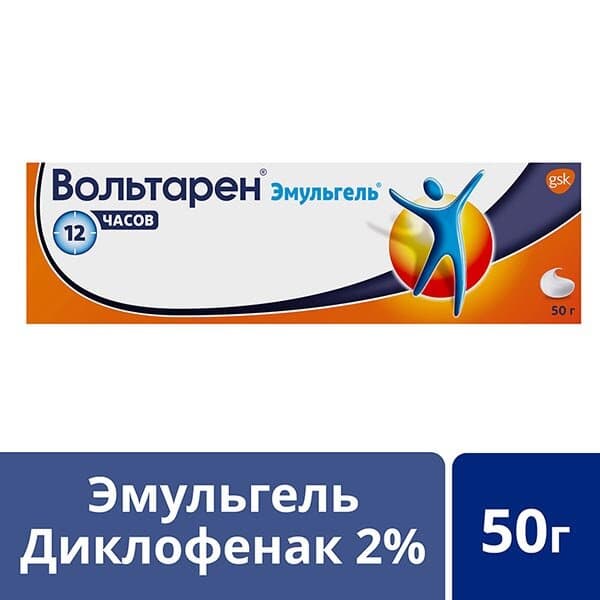 Вольтарен® Эмульгель®
12 ЧАСОВ
gsk
50 г
Эмульгель
Диклофенак 2%
50г